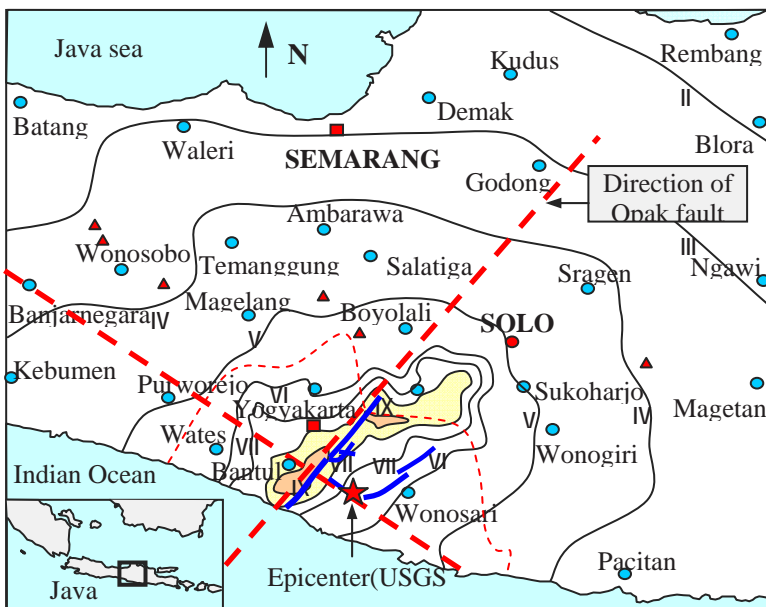 Java sea
N
Kudus
Rembang
Batang
Demak
II
Waleri
Blora
SEMARANG
Godong
Direction of
Opak fault
Ambarawa
Wonosobo
Temanggung
Salatiga
III
Sragen
Ngawi
Banjarnegara
IV
Magelang
Boyolali
V
SOLO
Kebumen
Purworejo
VI
IX
Sukoharjo
IV
Magetan
Yogyakarta
V
Wates
VII
Wonogiri
Indian Ocean
Bantul
VII
VII
VI
IX
Wonosari
Pacitan
Java
Epicenter(USGS